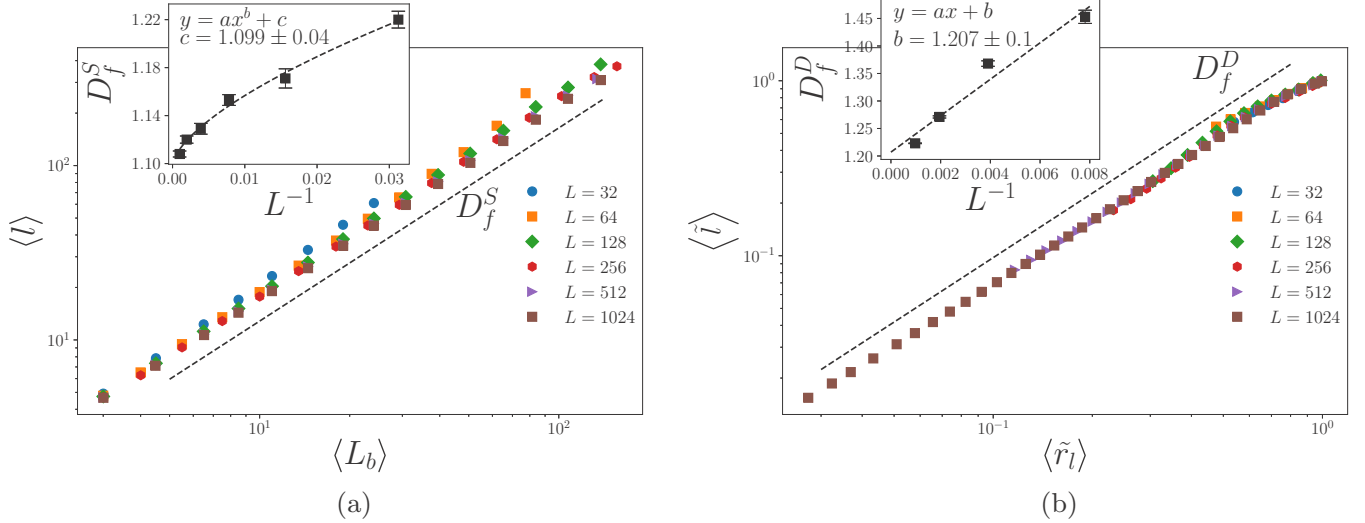 1.22
1.18
1.14
1.10
D_f^S
y = ax^b + c
c = 1.099 ± 0.04
0.00 0.01 0.02 0.03
L^{-1}
10^2
10^1
⟨l⟩
D_f^S
L = 32
L = 64
L = 128
L = 256
L = 512
L = 1024
10^1 10^2
⟨L_b⟩
(a)
1.45
1.40
1.35
1.30
1.25
1.20
D_f^D
y = ax + b
b = 1.207 ± 0.1
0.000 0.002 0.004 0.006 0.008
L^{-1}
10^0
10^{-1}
⟨l̃⟩
D_f^D
L = 32
L = 64
L = 128
L = 256
L = 512
L = 1024
10^{-1} 10^0
⟨r̃_l⟩
(b)